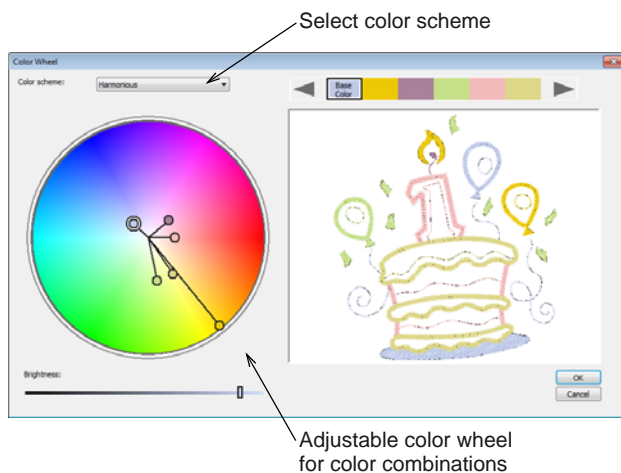 Select color scheme
Color Wheel
Color scheme:
Harmonious
Base
Color
1
Brightness:
OK
Cancel
Adjustable color wheel
for color combinations